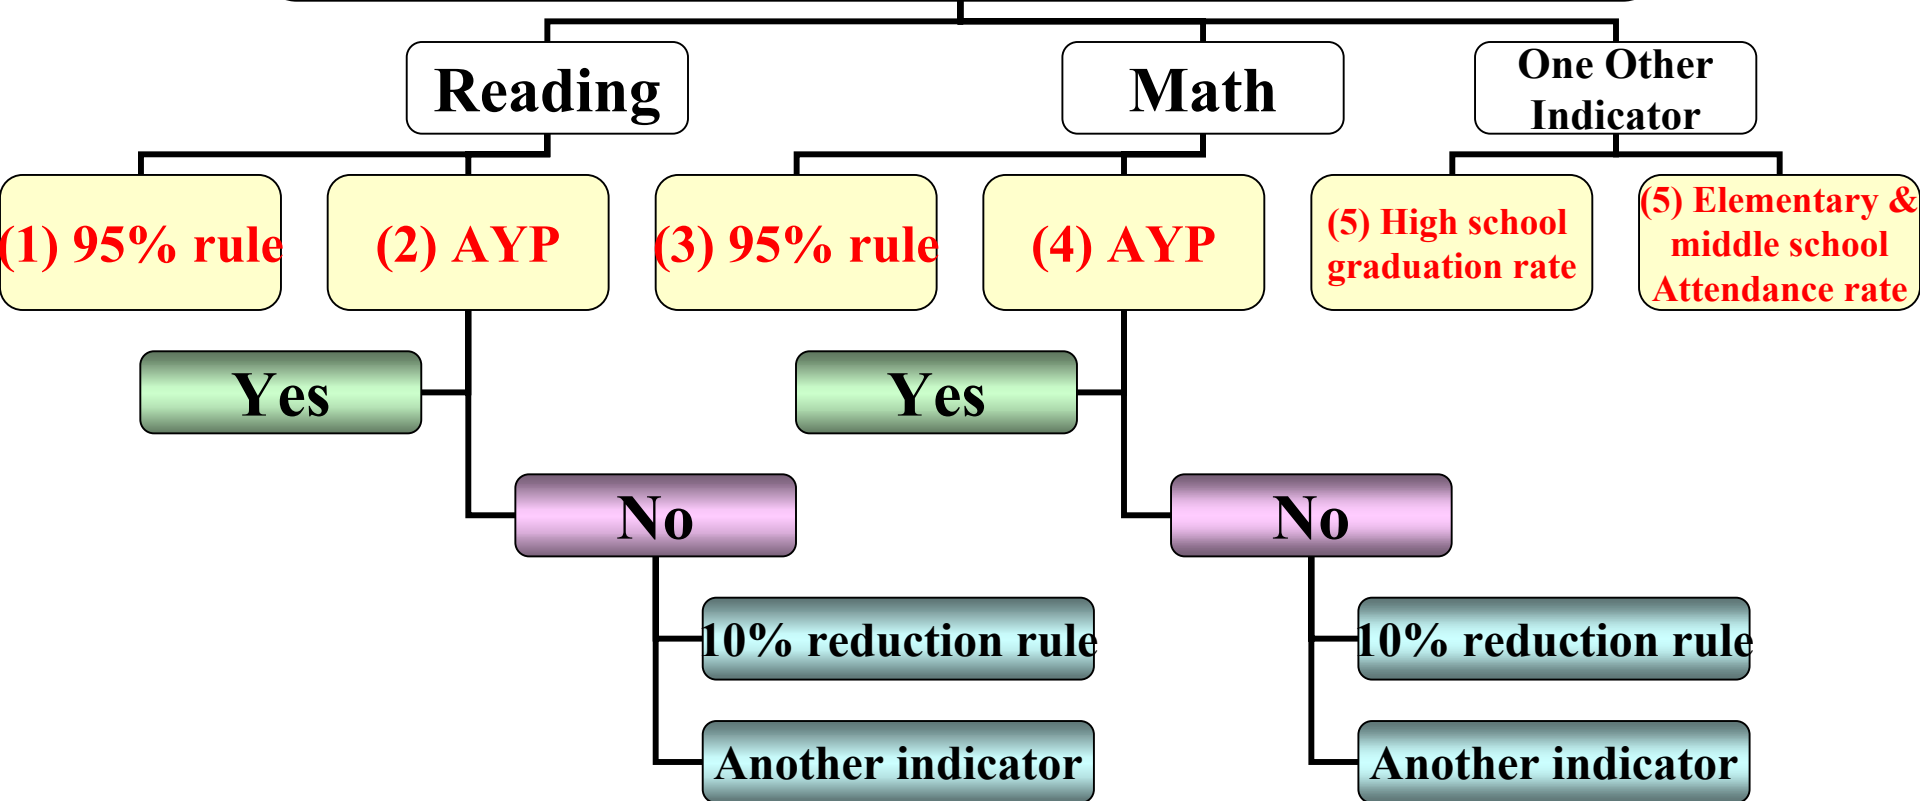 Reading
Math
One Other
Indicator
(1) 95% rule
(2) AYP
(3) 95% rule
(4) AYP
(5) High school
graduation rate
(5) Elementary &
middle school
Attendance rate
Yes
Yes
No
No
10% reduction rule
10% reduction rule
Another indicator
Another indicator